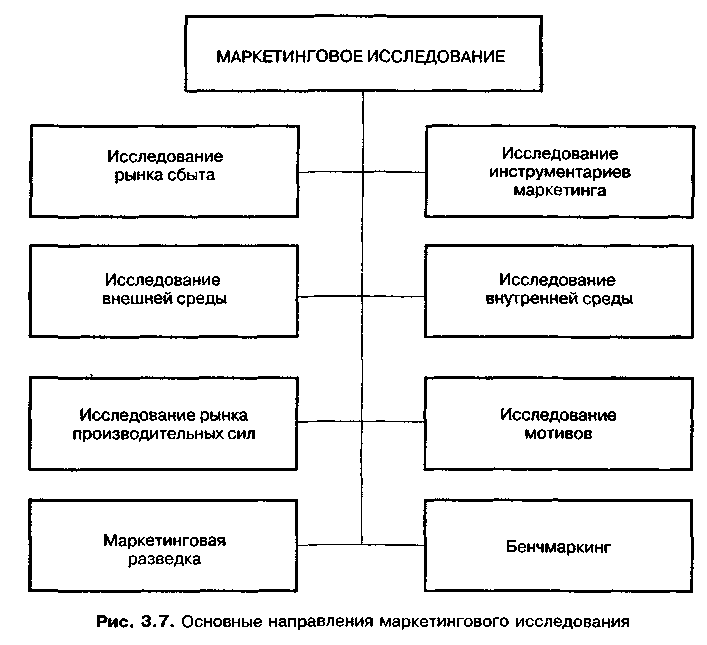 МАРКЕТИНГОВОЕ ИССЛЕДОВАНИЕ
Исследование
рынка сбыта
Исследование
инструментариев
маркетинга
Исследование
внешней среды
Исследование
внутренней среды
Исследование рынка
производительных сил
Исследование
мотивов
Маркетинговая
разведка
Бенчмаркинг
Рис. 3.7. Основные направления маркетингового исследования